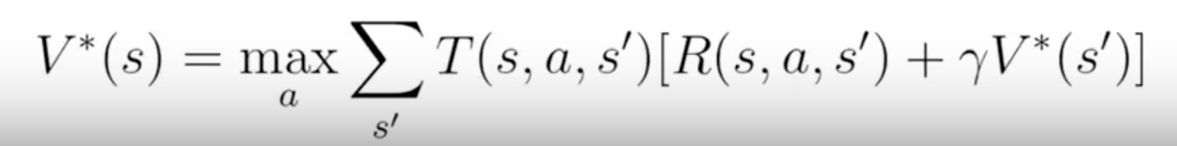 V*(s) = max_a ∑_{s'} T(s, a, s')[R(s, a, s') + γV*(s')]